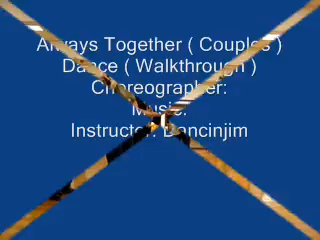 Always Together ( Couples )
Dance ( Walkthrough )
Choreographer:
Music:
Instructor: Dancinjim